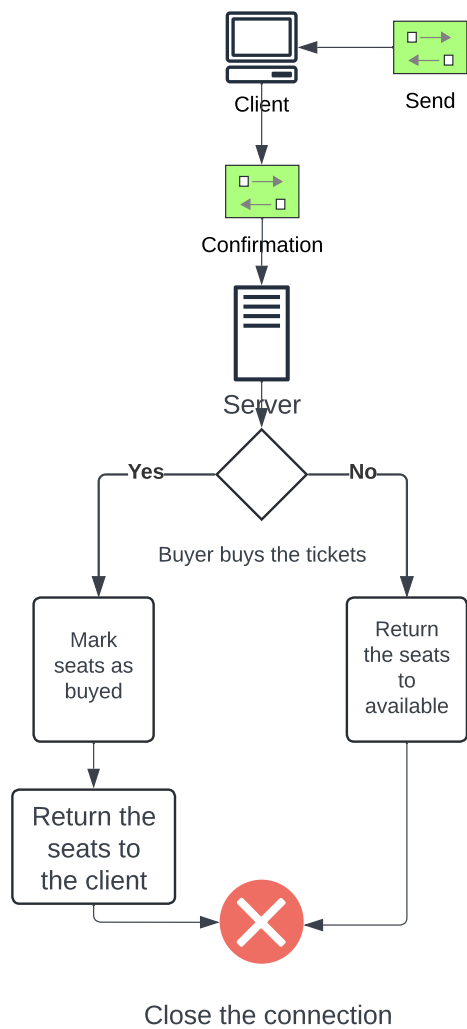 Client
Send
Confirmation
Server
Yes
No
Buyer buys the tickets
Mark
seats as
buyed
Return
the seats
to
available
Return the
seats to
the client
Close the connection